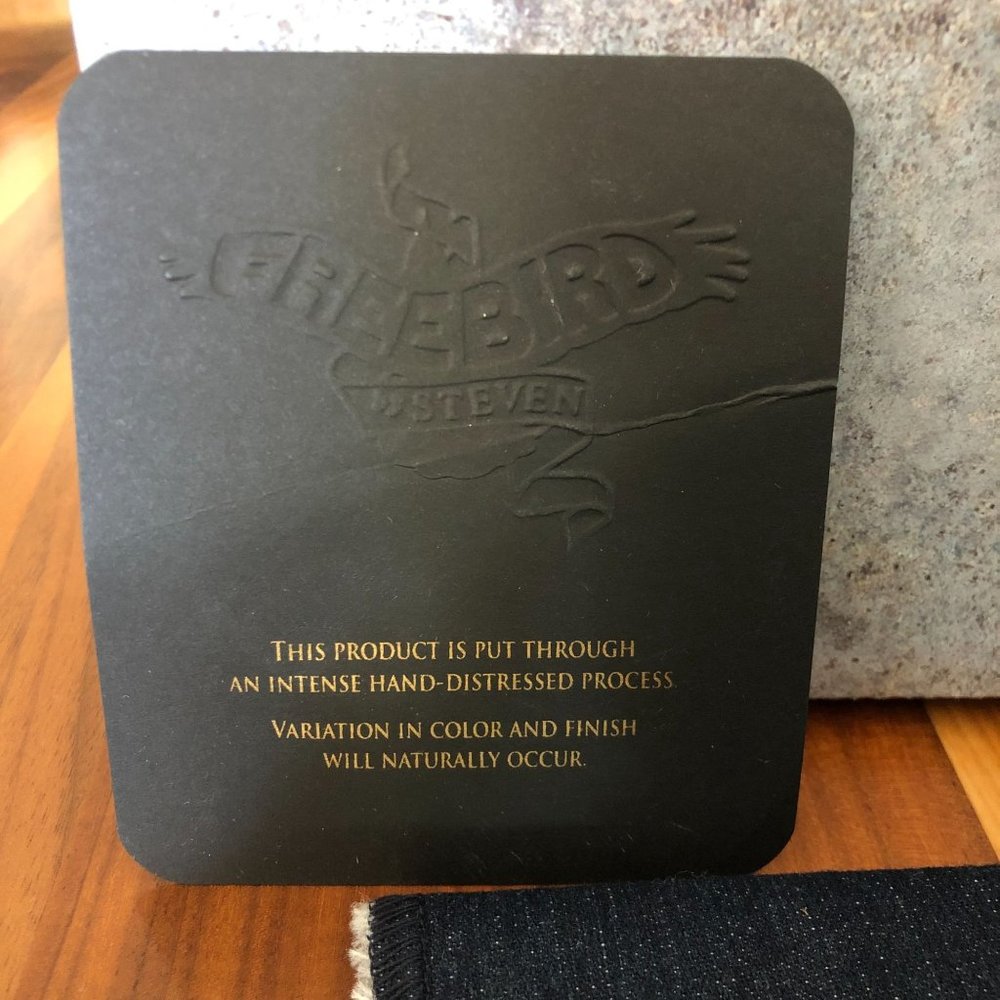 FREEBIRD
by STEVEN
THIS PRODUCT IS PUT THROUGH
AN INTENSE HAND-DISTRESSED PROCESS.
VARIATION IN COLOR AND FINISH
WILL NATURALLY OCCUR.